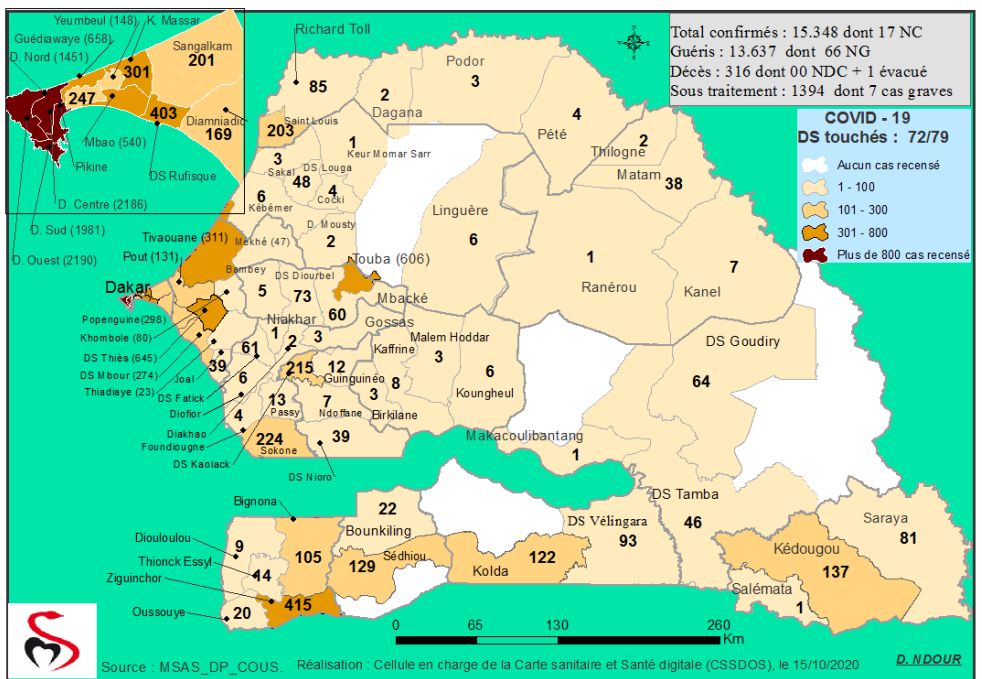 Yeumbeul (148)
K. Massar
Guédiawaye (658)
D. Nord (1451)
Sangalkam
201
301
247
403
Diamniadio
169
Mbao (540)
Pikine
DS Rufisque
D. Centre (2186)
D. Sud (1981)
D. Ouest (2190)
Richard Toll
85
Podor
3
2
Dagana
4
Pété
203
Saint Louis
1
Keur Momar Sarr
2
Thilogne
Matam
38
3
Sakal
DS Louga
48
4
Cocki
6
Kébémer
D. Mousty
2
Linguère
6
1
Ranérou
7
Kanel
Tivaouane (311)
Mékhé (47)
Pout (131)
Touba (606)
Bambey
5
DS Diourbel
73
60
Mbacké
Dakar
Popenguine(298)
Khombole (80)
DS Thiès (645)
DS Mbour (274)
Thiadiaye (23)
Niakhar
1
2
3
Gossas
61
39
Joal
6
DS Fatick
Diofior
215
12
Guinguinéo
Kaffrine
Malem Hoddar
3
8
6
Koungheul
3
Birkilane
13
Passy
7
Ndoffane
4
Diakhao
Foundiougne
224
Sokone
39
DS Kaolack
DS Nioro
DS Goudiry
64
Makacoulibantang
1
Bignona
22
Bounkiling
DS Vélingara
93
DS Tamba
46
Saraya
81
Diouloulou
9
105
Thionck Essyl
14
Sédhiou
129
Kolda
122
Kédougou
137
Ziguinchor
415
Salémata
1
Oussouye
20
Total confirmés : 15.348 dont 17 NC
Guéris : 13.637 dont 66 NG
Décès : 316 dont 00 NDC + 1 évacué
Sous traitement : 1394 dont 7 cas graves
COVID - 19
DS touchés : 72/79
Aucun cas recensé
1 - 100
101 - 300
301 - 800
Plus de 800 cas recensé
0 65 130 260
Km
Source : MSAS_DP_COUS. Réalisation : Cellule en charge de la Carte sanitaire et Santé digitale (CSSDOS), le 15/10/2020
D. NDOUR